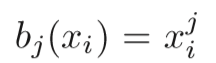 b_j(x_i) = x_i^j